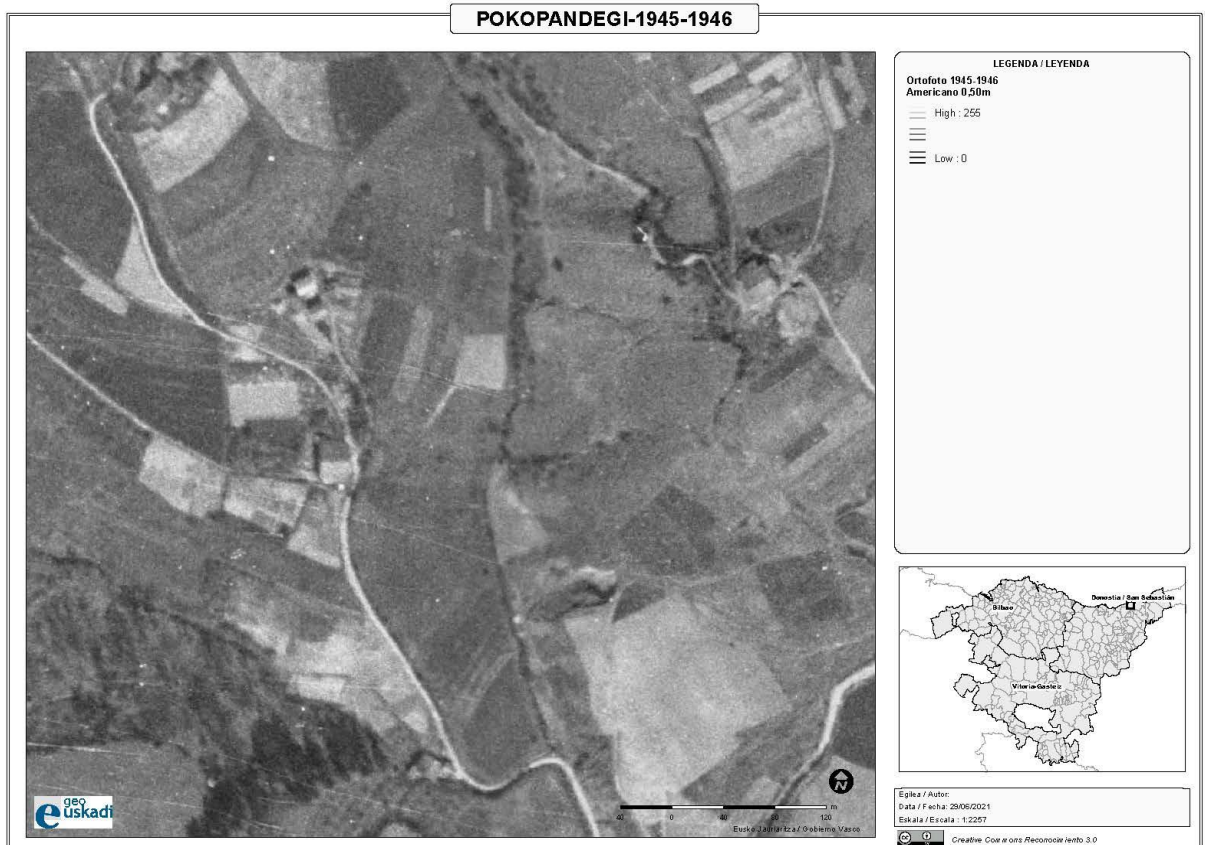 POKOPANDEGI-1945-1946
LEGENDA / LEYENDA
Ortofoto 1945-1946
Americano 0,50m
High : 255
Low : 0
Donostia / San Sebastián
Bilbao
Vitoria-Gasteiz
N
40 0 40 80 120 m
Eusko Jaurlaritza / Gobierno Vasco
geo
euskadi
Egilea / Autor:
Data / Fecha: 29/06/2021
Eskala / Escala : 1:2257
cc
Creative Commons Reconocimiento 3.0